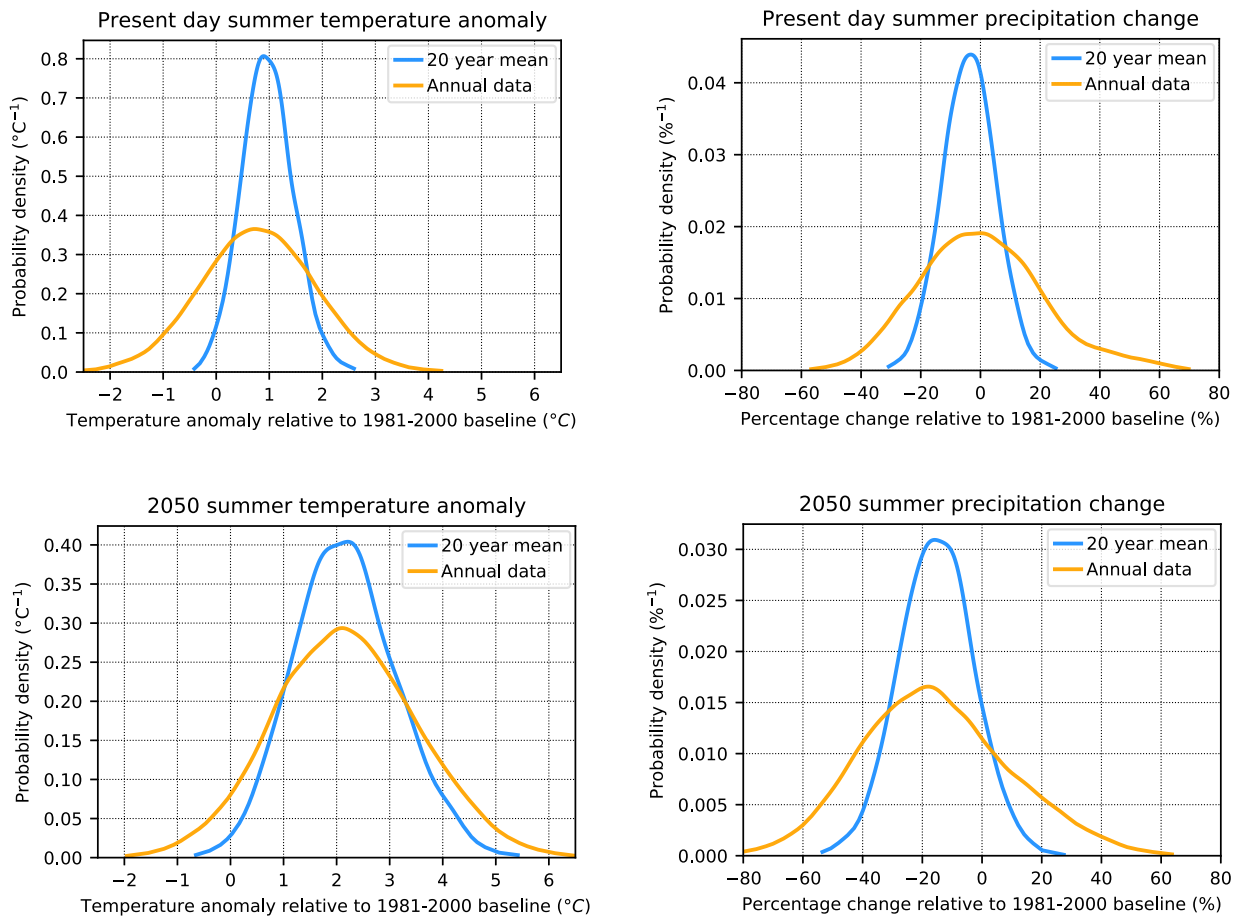 Present day summer temperature anomaly
0.8
0.7
0.6
0.5
0.4
0.3
0.2
0.1
0.0
Probability density (°C⁻¹)
20 year mean
Annual data
−2 −1 0 1 2 3 4 5 6
Temperature anomaly relative to 1981-2000 baseline (°C)
Present day summer precipitation change
0.04
0.03
0.02
0.01
0.00
Probability density (%⁻¹)
20 year mean
Annual data
−80 −60 −40 −20 0 20 40 60 80
Percentage change relative to 1981-2000 baseline (%)
2050 summer temperature anomaly
0.40
0.35
0.30
0.25
0.20
0.15
0.10
0.05
0.00
Probability density (°C⁻¹)
20 year mean
Annual data
−2 −1 0 1 2 3 4 5 6
Temperature anomaly relative to 1981-2000 baseline (°C)
2050 summer precipitation change
0.030
0.025
0.020
0.015
0.010
0.005
0.000
Probability density (%⁻¹)
20 year mean
Annual data
−80 −60 −40 −20 0 20 40 60 80
Percentage change relative to 1981-2000 baseline (%)